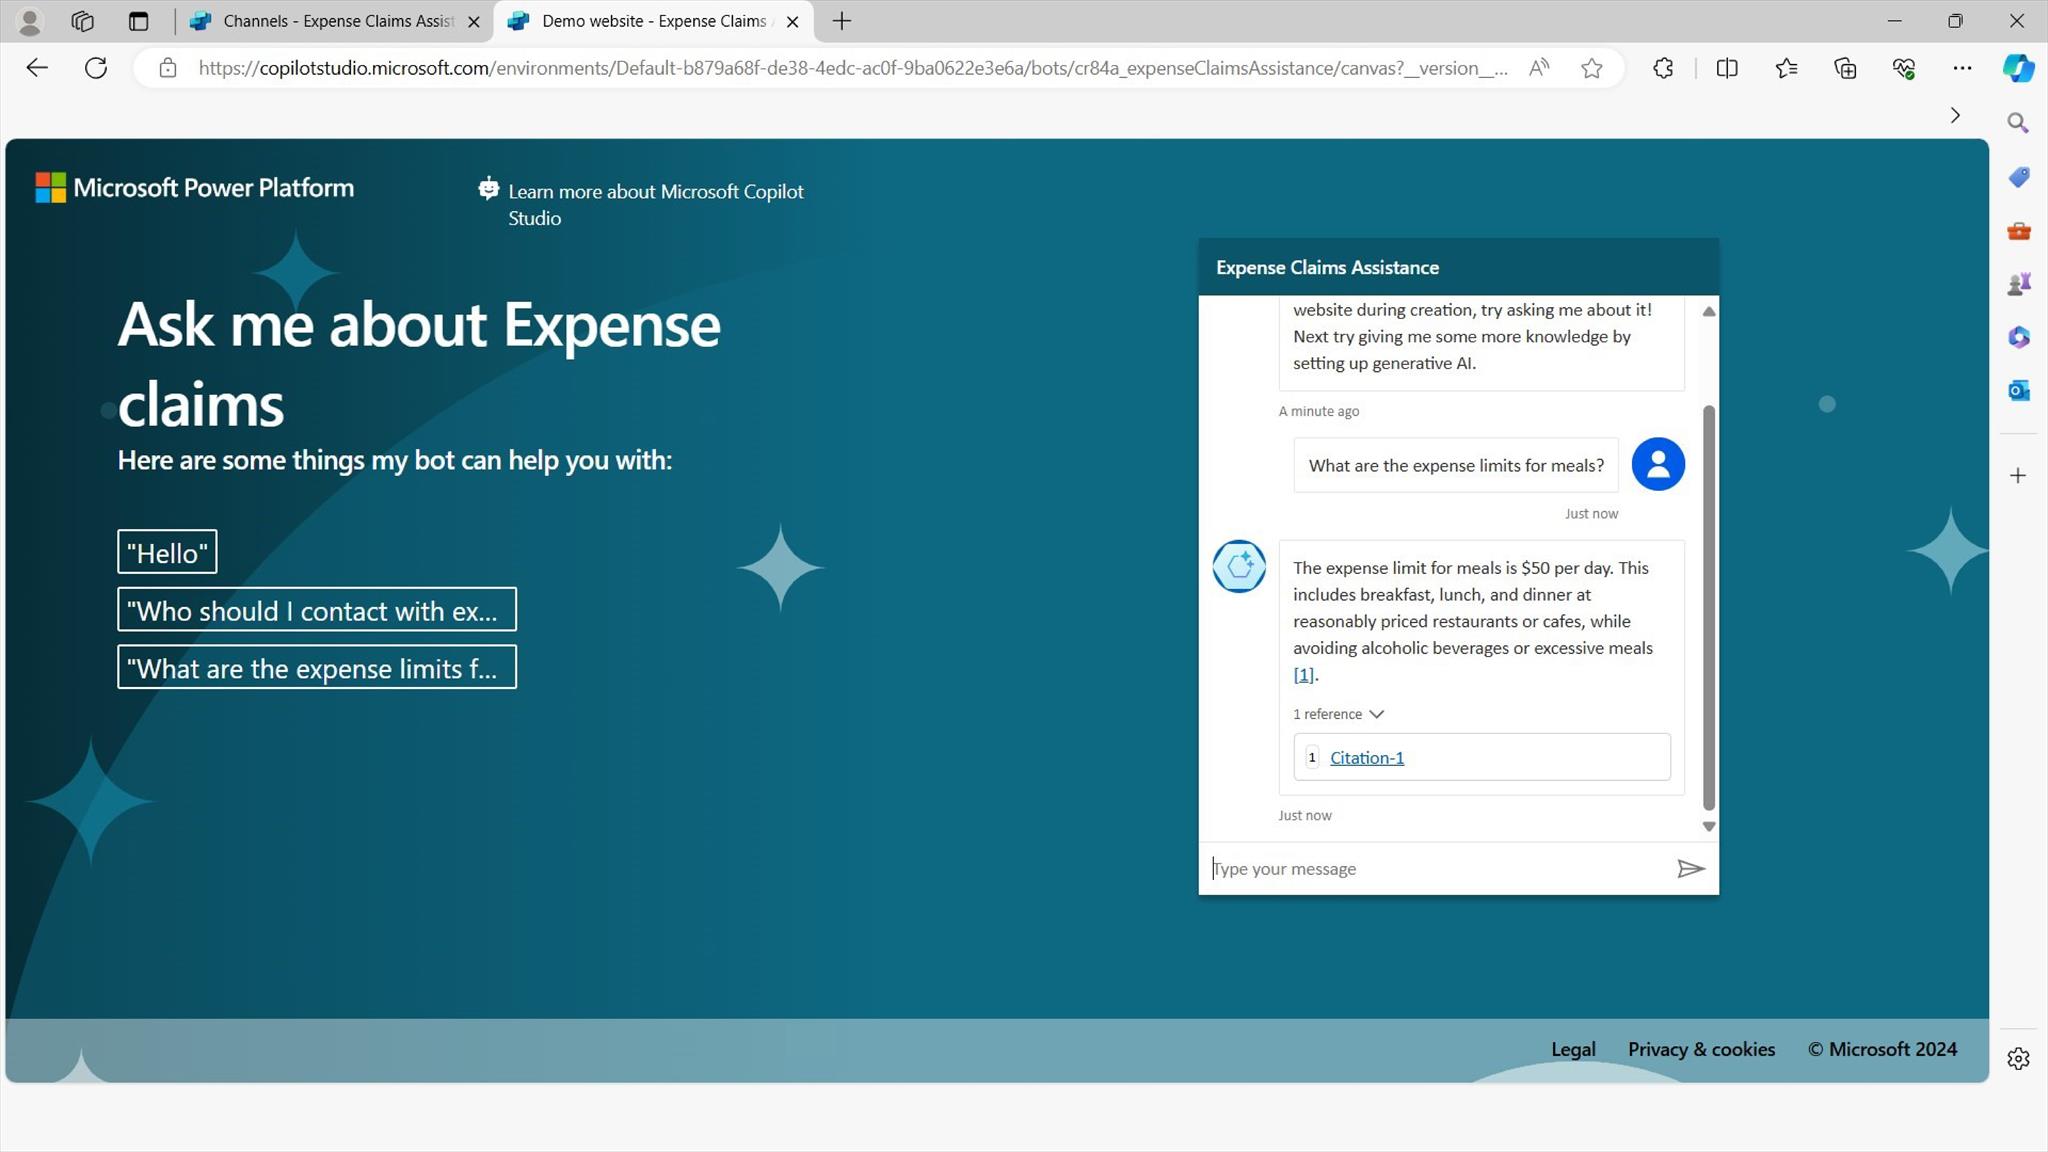 Channels - Expense Claims Assist
Demo website - Expense Claims
https://copilotstudio.microsoft.com/environments/Default-b879a68f-de38-4edc-ac0f-9ba0622e3e6a/bots/cr84a_expenseClaimsAssistance/canvas?__version__...
Microsoft Power Platform
Learn more about Microsoft Copilot
Studio
Ask me about Expense
claims
Here are some things my bot can help you with:
"Hello"
"Who should I contact with ex...
"What are the expense limits f...
Expense Claims Assistance
website during creation, try asking me about it!
Next try giving me some more knowledge by
setting up generative AI.
A minute ago
What are the expense limits for meals?
Just now
The expense limit for meals is $50 per day. This
includes breakfast, lunch, and dinner at
reasonably priced restaurants or cafes, while
avoiding alcoholic beverages or excessive meals
[1].
1 reference
1 Citation-1
Just now
Type your message
Legal Privacy & cookies © Microsoft 2024